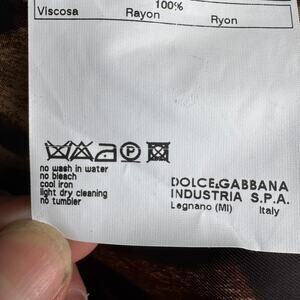 100%
Viscosa Rayon Ryon
P
no wash in water
no bleach
cool iron
light dry cleaning
no tumbler
DOLCE&GABBANA
INDUSTRIA S.P.A.
Legnano (MI) Italy